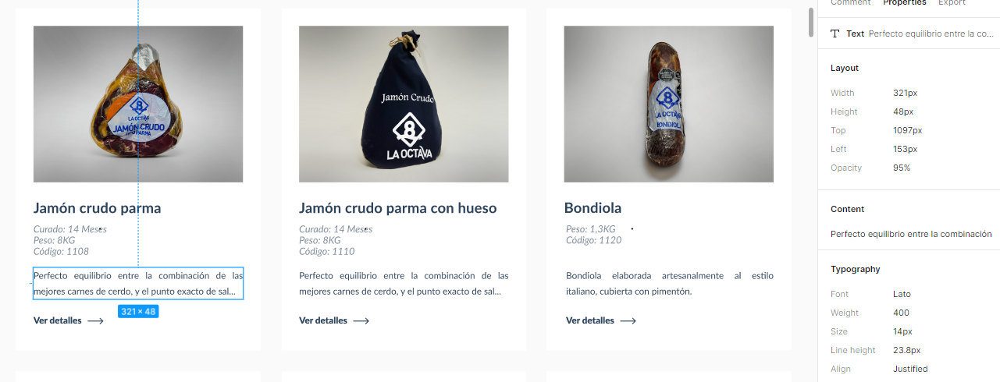 Comment Properties Export
Text Perfecto equilibrio entre la co...
Layout
Width 321px
Height 48px
Top 1097px
Left 153px
Opacity 95%
Content
Perfecto equilibrio entre la combinación
Typography
Font Lato
Weight 400
Size 14px
Line height 23.8px
Align Justified
8
LA OCTAVA
JAMÓN CRUDO
TIPO PARMA
Jamón crudo parma
Curado: 14 Meses
Peso: 8KG
Código: 1108
Perfecto equilibrio entre la combinación de las
mejores carnes de cerdo, y el punto exacto de sal...
321 × 48
Ver detalles
Jamón Crudo
8
LA OCTAVA
Jamón crudo parma con hueso
Curado: 14 Meses
Peso: 8KG
Código: 1110
Perfecto equilibrio entre la combinación de las
mejores carnes de cerdo, y el punto exacto de sal...
Ver detalles
8
LA OCTAVA
BONDIOLA
Bondiola
Peso: 1,3KG
Código: 1120
Bondiola elaborada artesanalmente al estilo
italiano, cubierta con pimentón.
Ver detalles